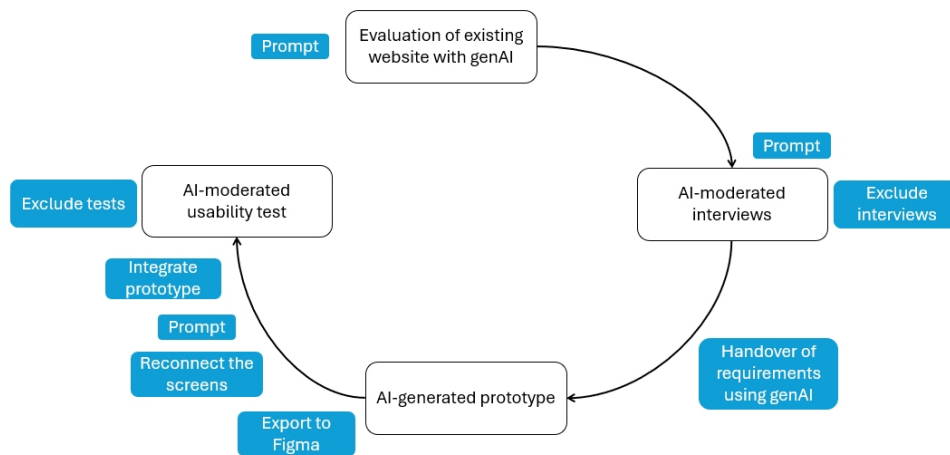 Prompt
Evaluation of existing
website with genAI
Prompt
AI-moderated
interviews
Exclude
interviews
Handover of
requirements
using genAI
AI-generated prototype
Export to
Figma
Reconnect the
screens
Prompt
Integrate
prototype
AI-moderated
usability test
Exclude tests